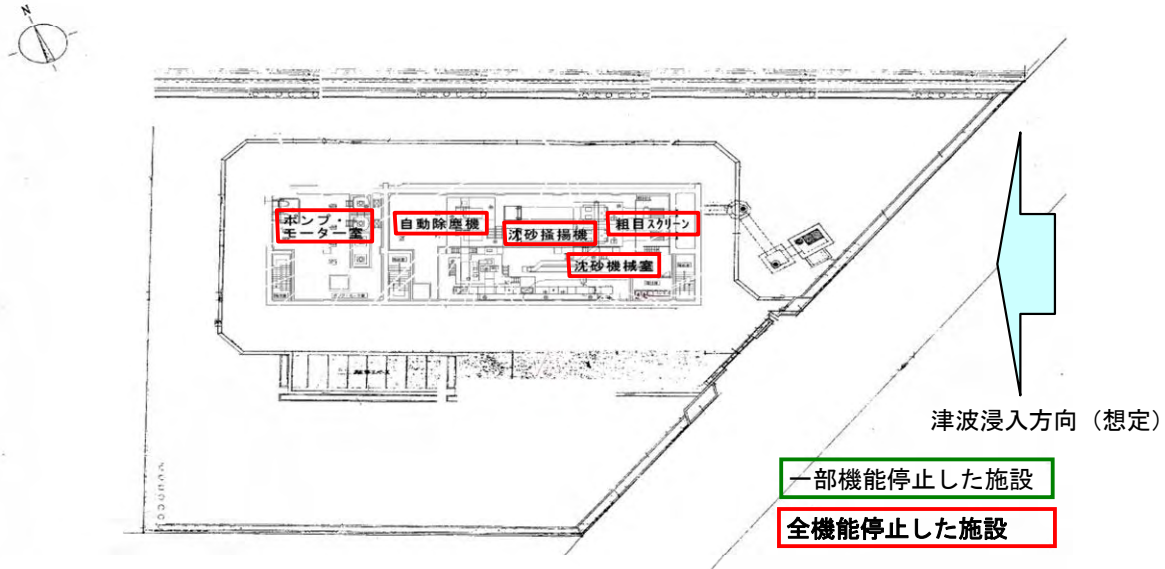 N
ポンプ・
モーター室
自動除塵機
沈砂掻揚機
粗目スクリーン
沈砂機械室
津波浸入方向（想定）
一部機能停止した施設
全機能停止した施設